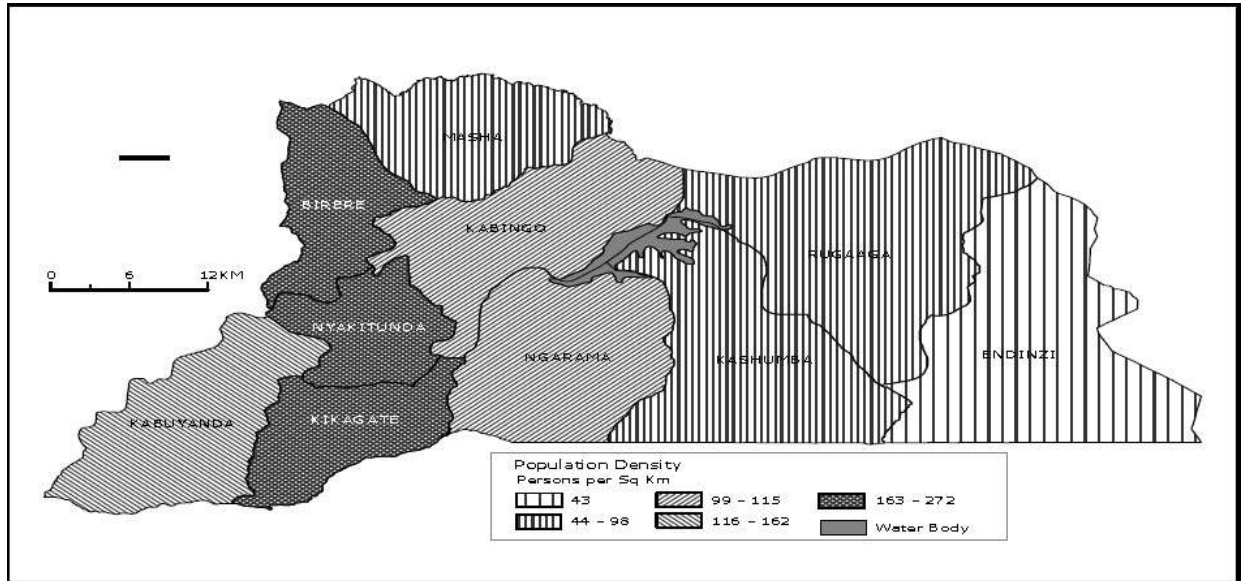 MASHA
BIRERE
KABINGO
RUGAAGA
0 6 12KM
NYAKITUNDA
NGARAMA
KASHUMBA
ENDINZI
KABUYANDA
KIKAGATE
Population Density
Persons per Sq Km
43
99 - 115
163 - 272
44 - 98
116 - 162
Water Body